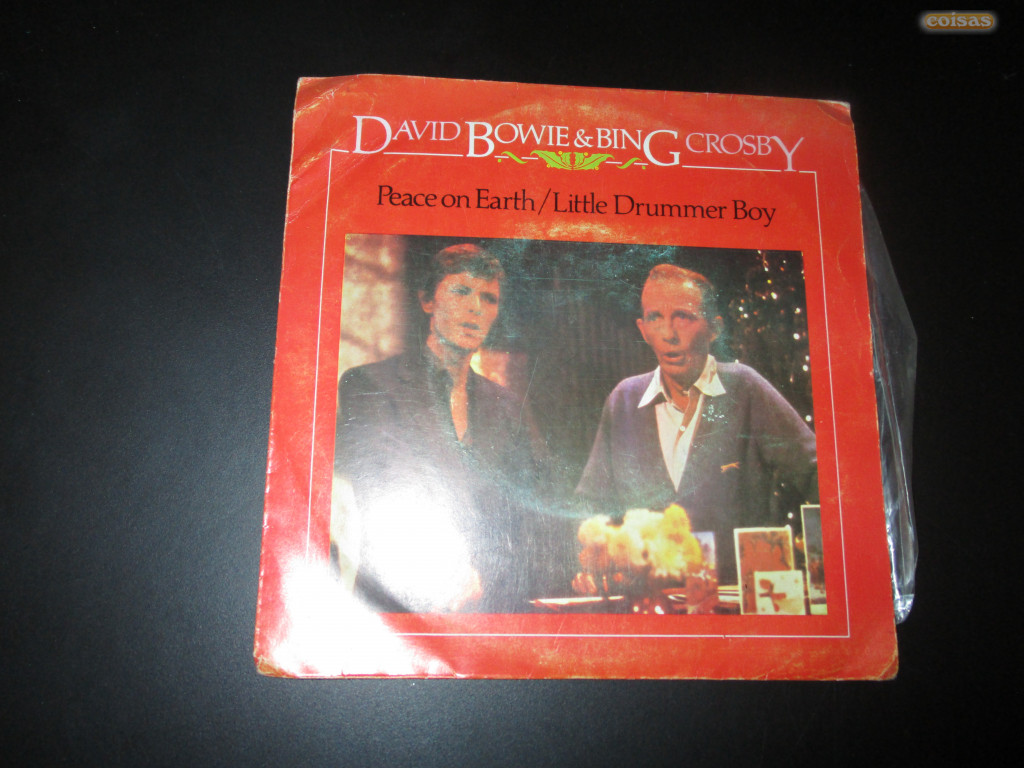 coisas
DAVID BOWIE & BING CROSBY
Peace on Earth/Little Drummer Boy